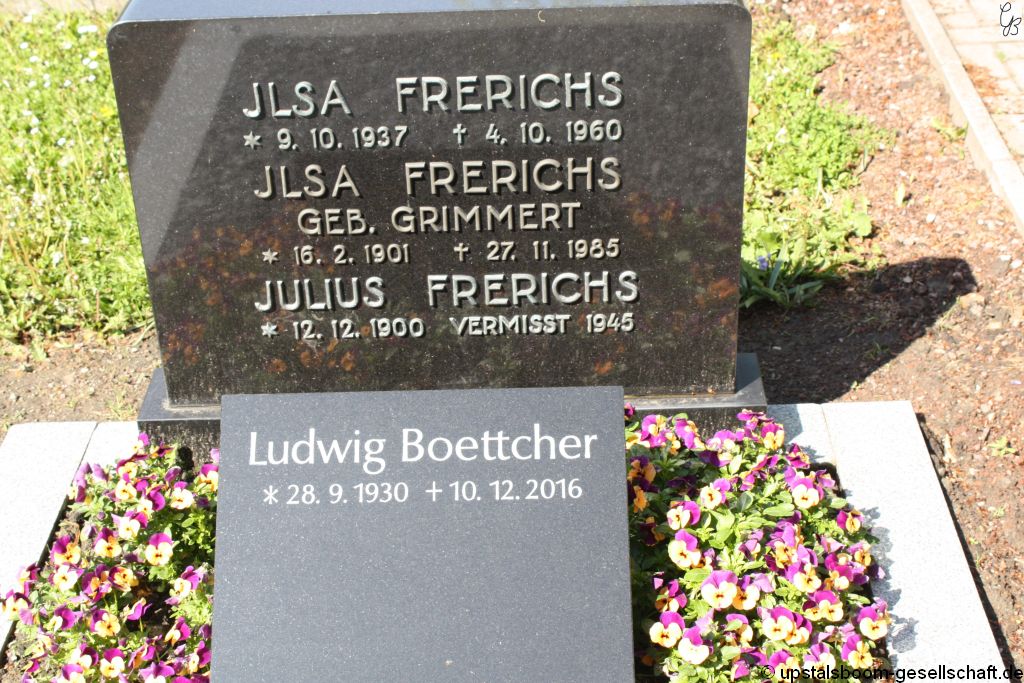 JLSA FRERICHS
* 9. 10. 1937 † 4. 10. 1960
JLSA FRERICHS
GEB. GRIMMERT
* 16. 2. 1901 † 27. 11. 1985
JULIUS FRERICHS
* 12. 12. 1900 VERMISST 1945
Ludwig Boettcher
* 28. 9. 1930 † 10. 12. 2016
© upstalsboom-gesellschaft.de